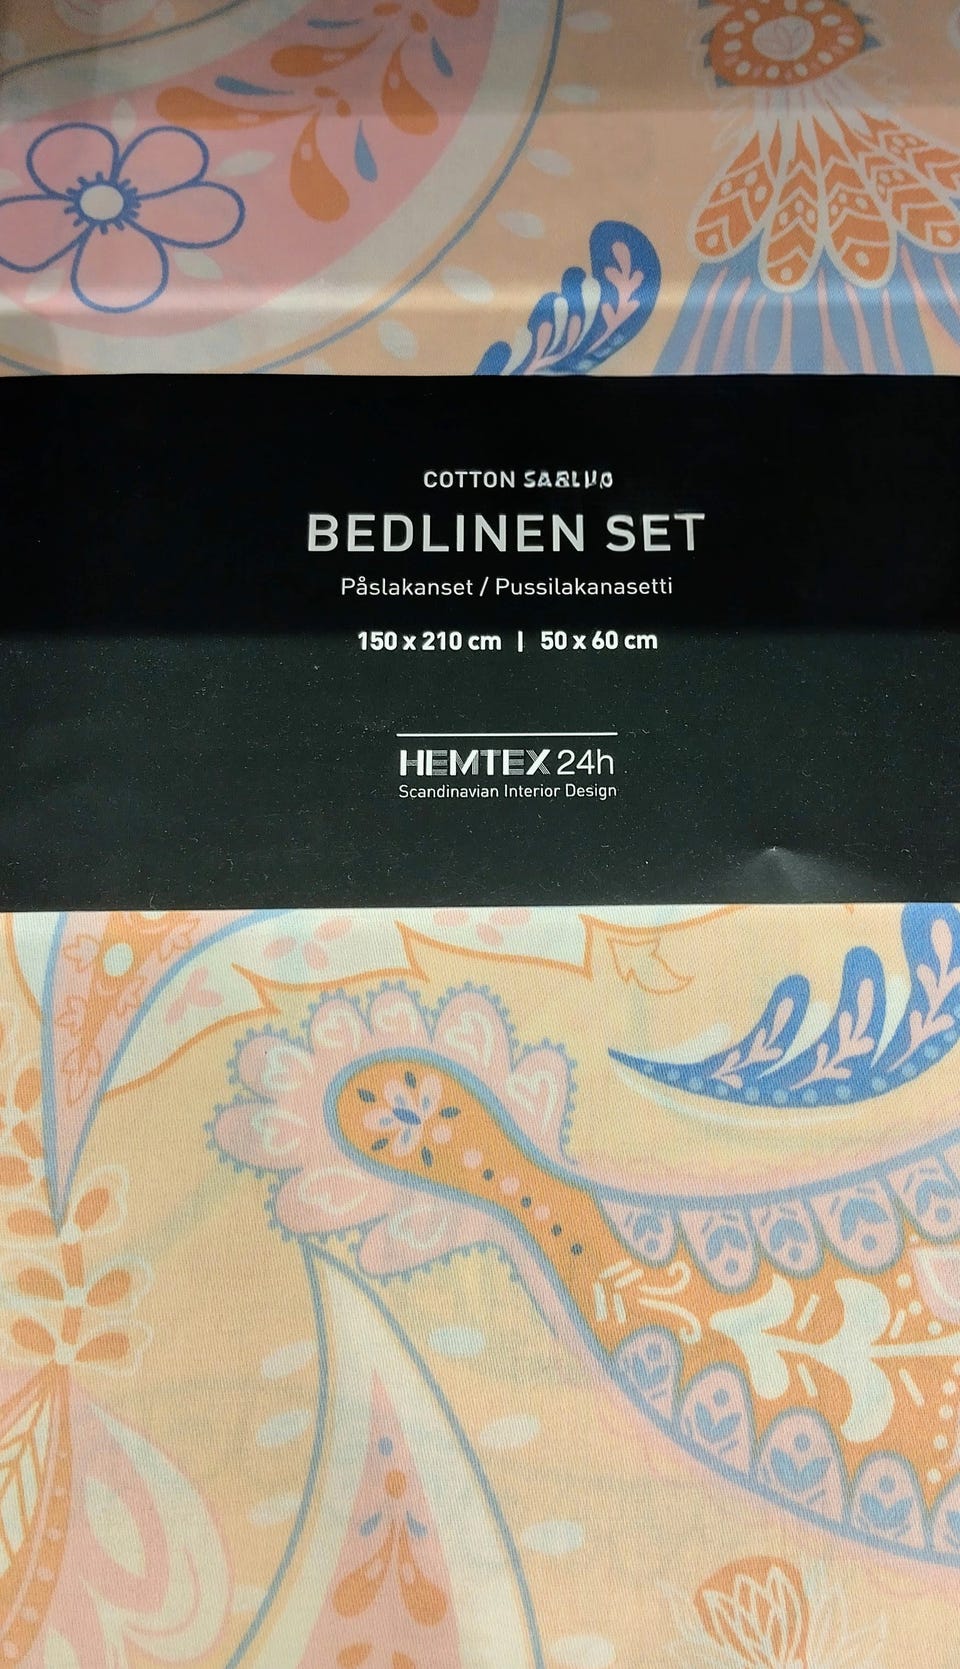 COTTON
BEDLINEN SET
Påslakanset / Pussilakanasetti
150 x 210 cm | 50 x 60 cm
HEMTEX 24h
Scandinavian Interior Design